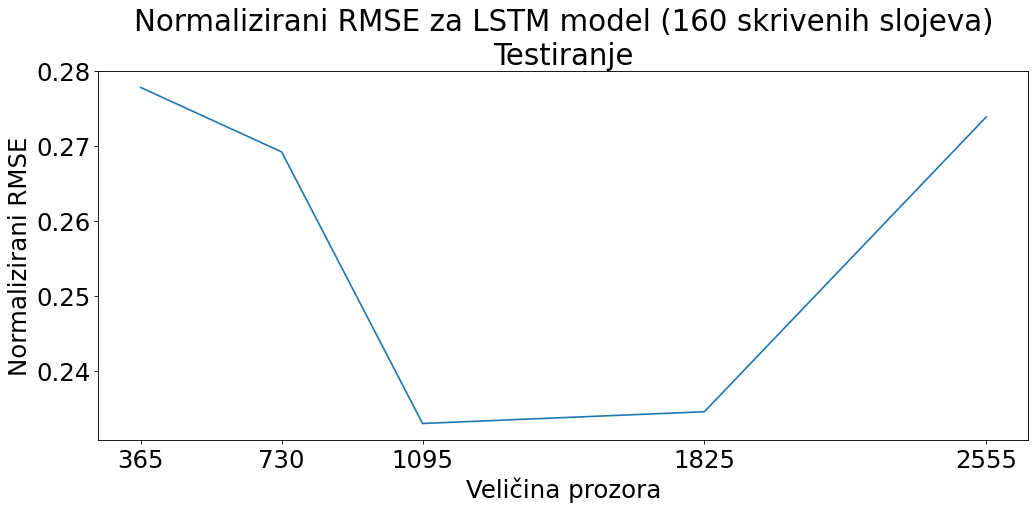 Normalizirani RMSE za LSTM model (160 skrivenih slojeva)
Testiranje
Normalizirani RMSE
0.28
0.27
0.26
0.25
0.24
365 730 1095 1825 2555
Veličina prozora